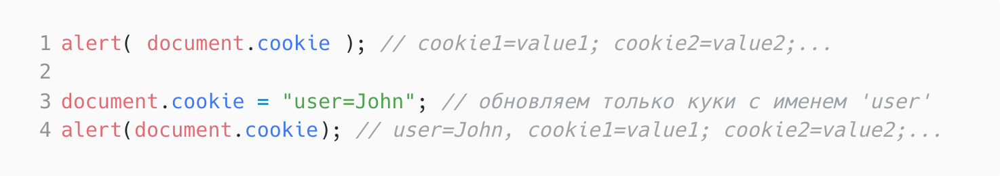 1 alert( document.cookie ); // cookie1=value1; cookie2=value2;...
2
3 document.cookie = "user=John"; // обновляем только куки с именем 'user'
4 alert(document.cookie); // user=John, cookie1=value1; cookie2=value2;...